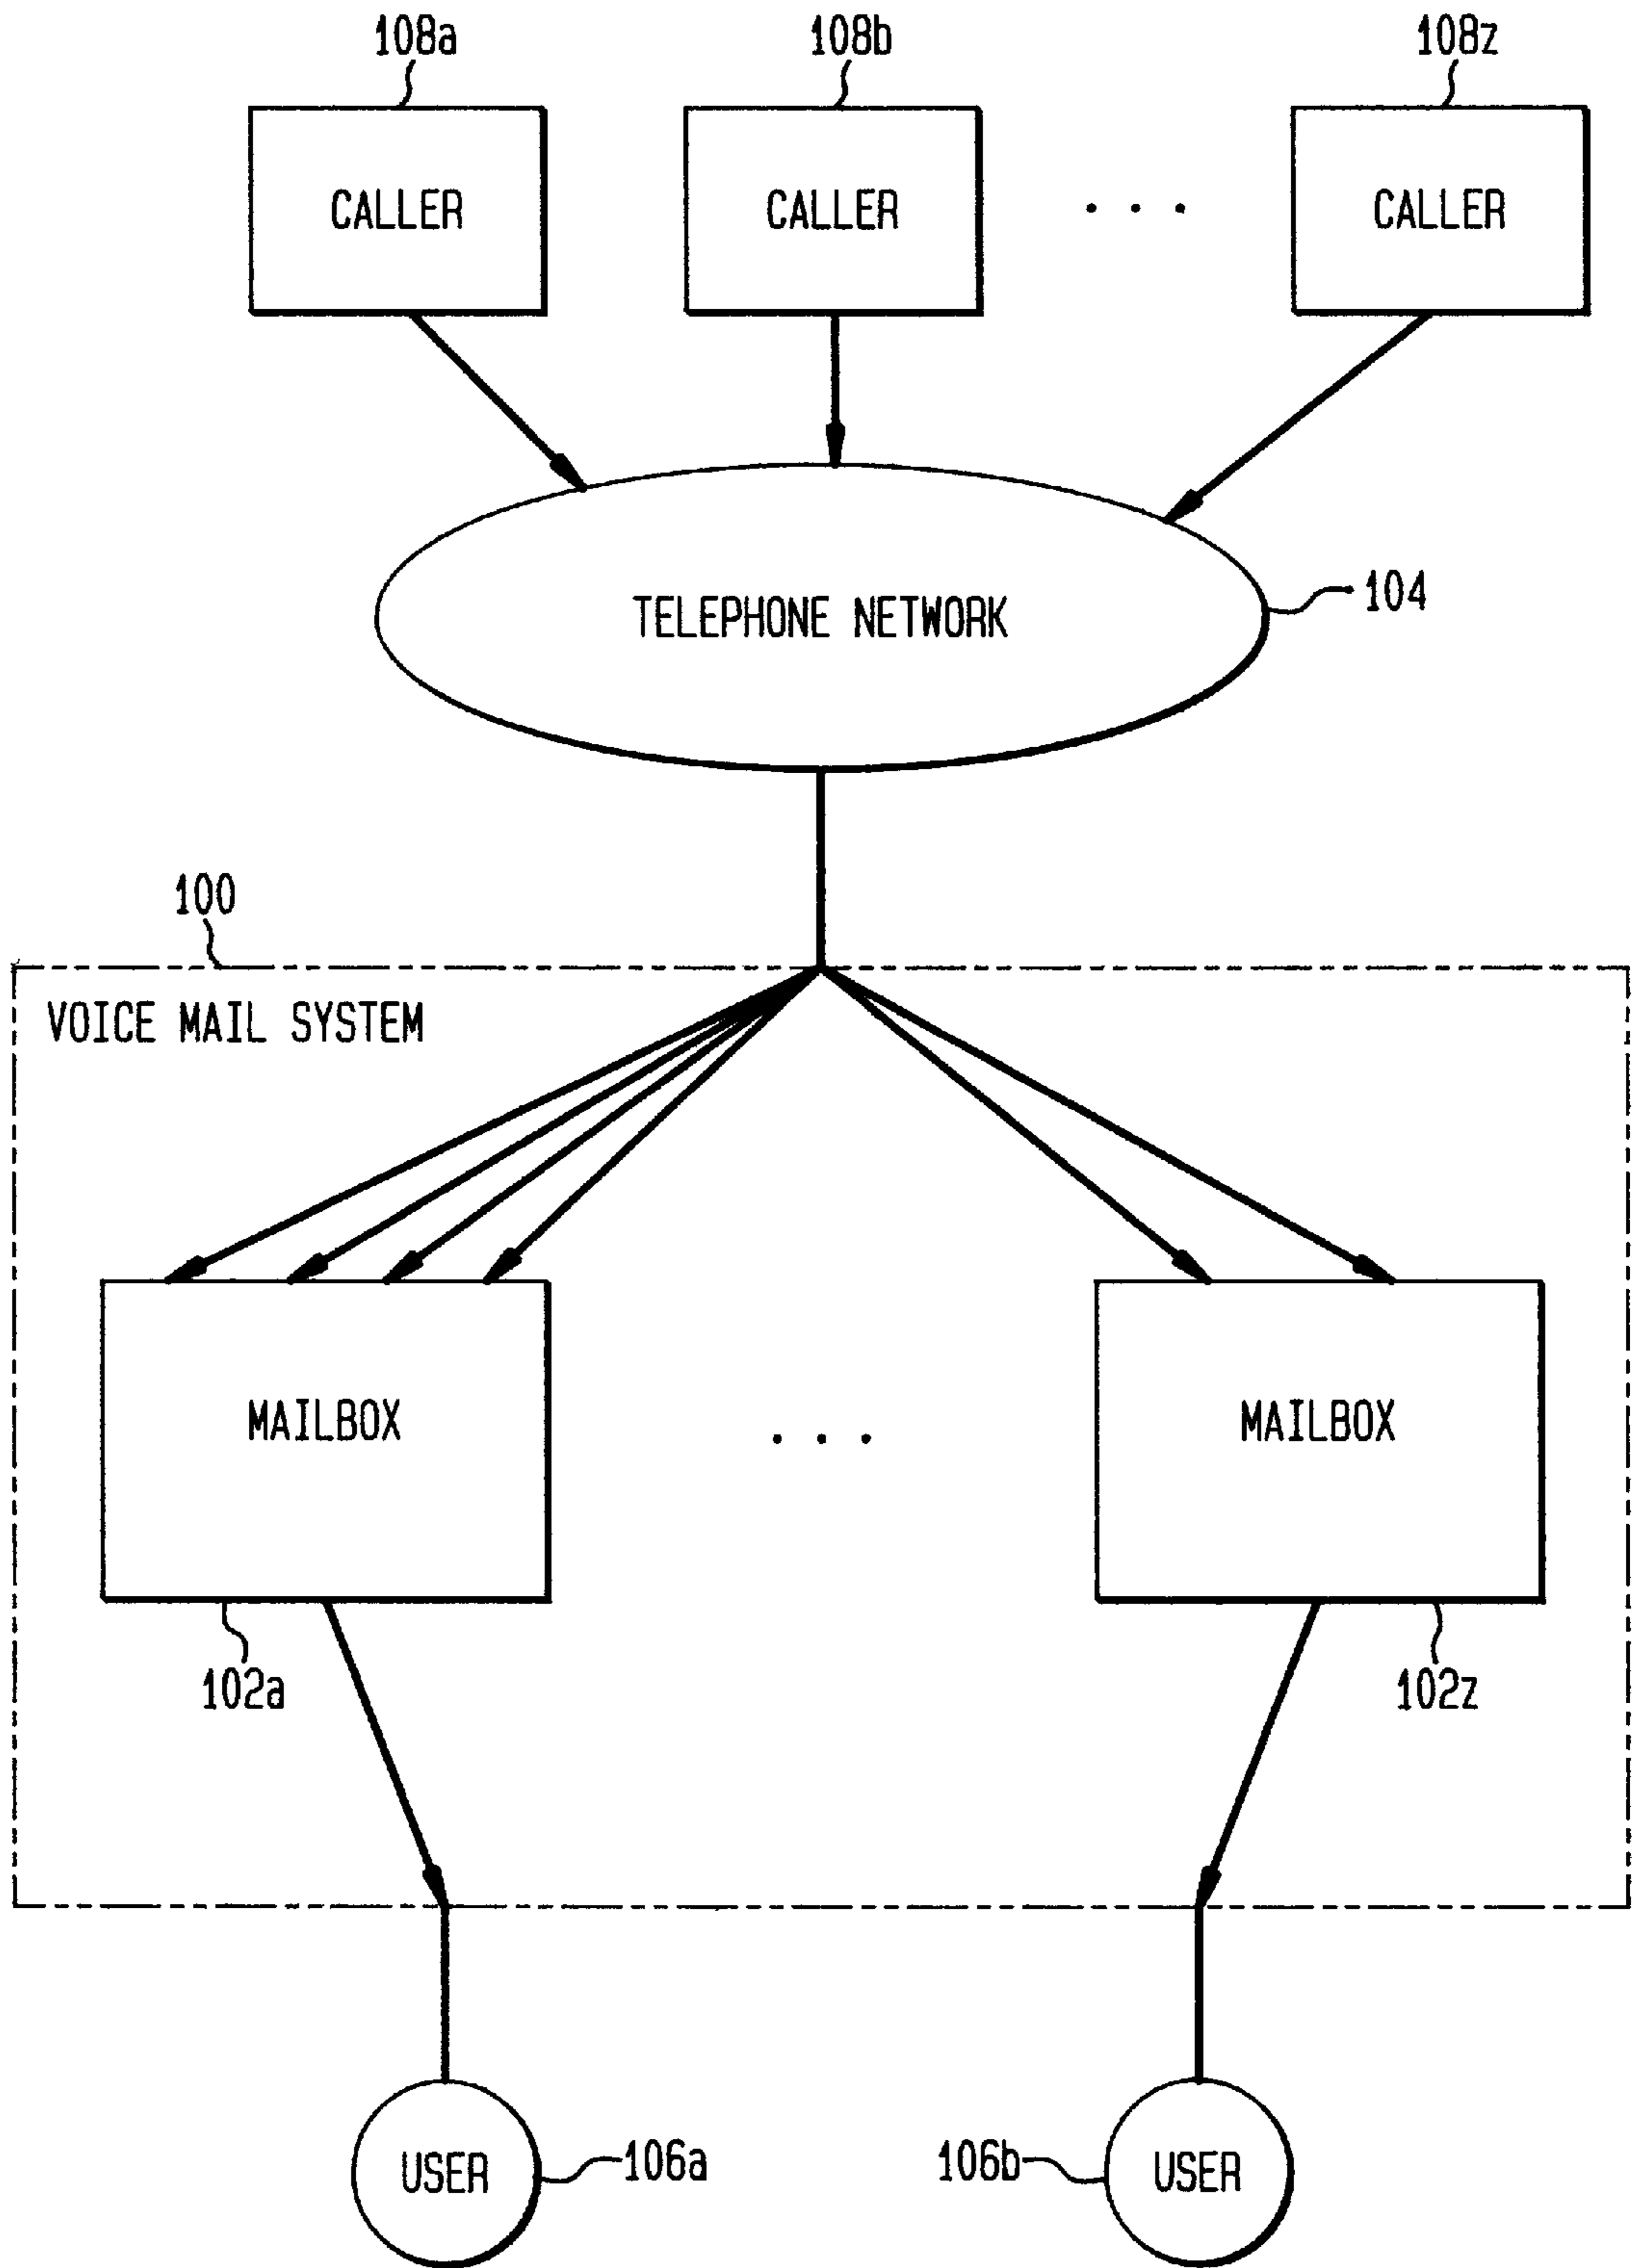 108a 108b 108z
CALLER CALLER . . . CALLER
TELEPHONE NETWORK
104
100
VOICE MAIL SYSTEM
MAILBOX . . . MAILBOX
102a 102z
USER 106a 106b USER